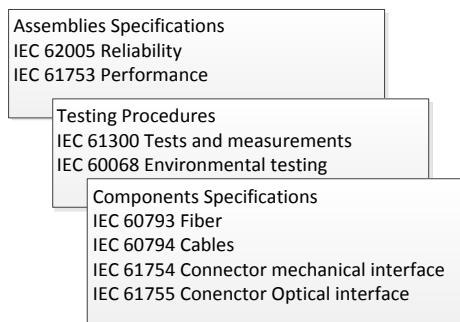 Assemblies Specifications
IEC 62005 Reliability
IEC 61753 Performance
Testing Procedures
IEC 61300 Tests and measurements
IEC 60068 Environmental testing
Components Specifications
IEC 60793 Fiber
IEC 60794 Cables
IEC 61754 Connector mechanical interface
IEC 61755 Conenctor Optical interface